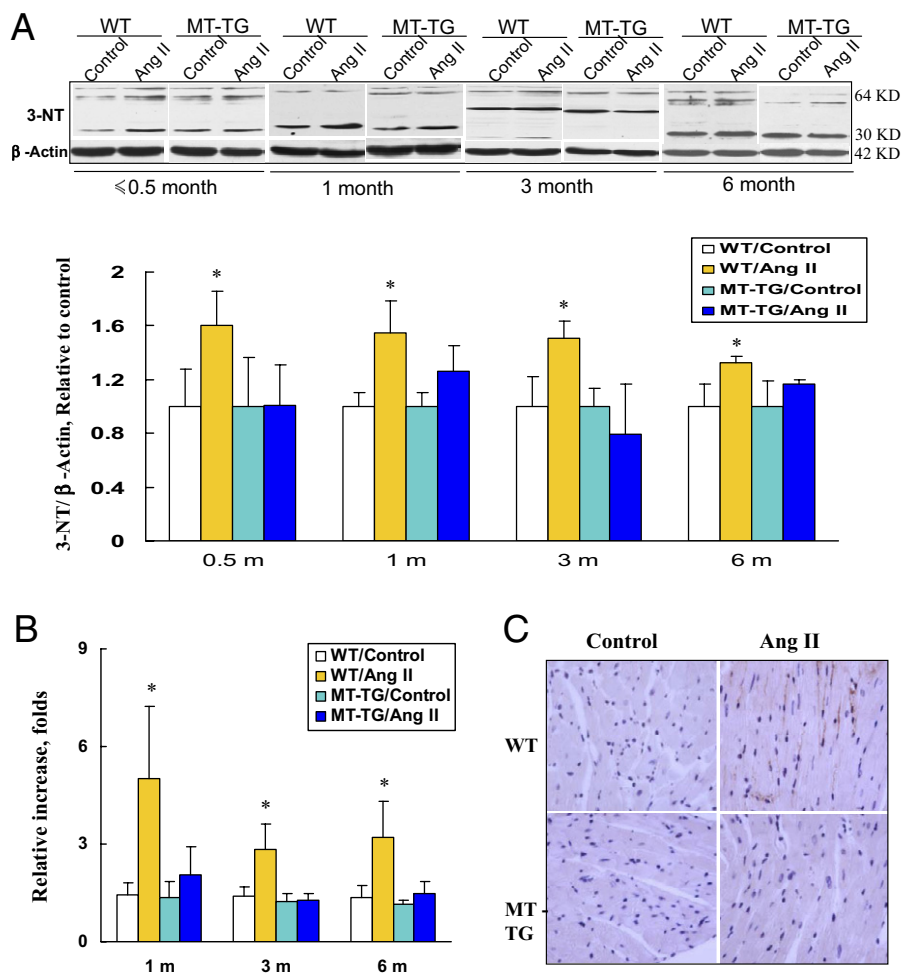 A
WT MT-TG WT MT-TG WT MT-TG WT MT-TG
Control Ang II Control Ang II Control Ang II Control Ang II Control Ang II Control Ang II Control Ang II Control Ang II
3-NT
64 KD
30 KD
β -Actin
42 KD
⩽0.5 month 1 month 3 month 6 month
WT/Control
WT/Ang II
MT-TG/Control
MT-TG/Ang II
3-NT/ β -Actin, Relative to control
2
1.6
1.2
0.8
0.4
0
* * * *
0.5 m 1 m 3 m 6 m
B
WT/Control
WT/Ang II
MT-TG/Control
MT-TG/Ang II
Relative increase, folds
9
6
3
0
* * *
1 m 3 m 6 m
C
Control Ang II
WT
MT-
TG